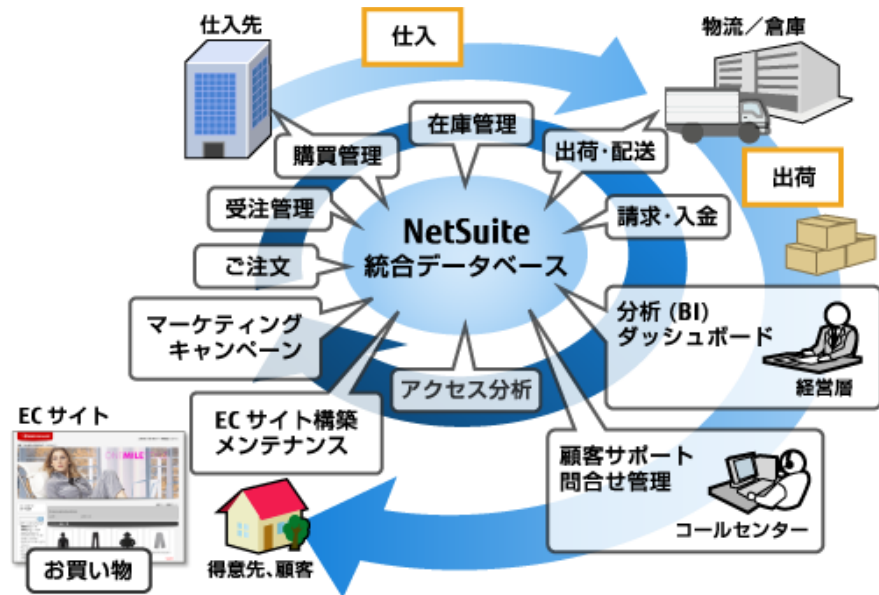 仕入先
仕入
物流／倉庫
在庫管理
購買管理
出荷・配送
出荷
受注管理
請求・入金
NetSuite
統合データベース
ご注文
マーケティング
キャンペーン
分析 (BI)
ダッシュボード
経営層
アクセス分析
EC サイト構築
メンテナンス
EC サイト
顧客サポート
問合せ管理
コールセンター
お買い物
得意先、顧客